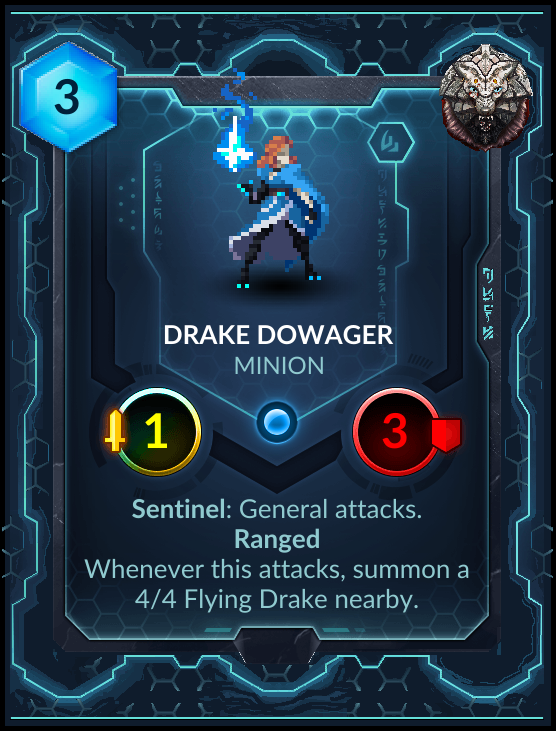 3
DRAKE DOWAGER
MINION
1
3
Sentinel: General attacks.
Ranged
Whenever this attacks, summon a
4/4 Flying Drake nearby.